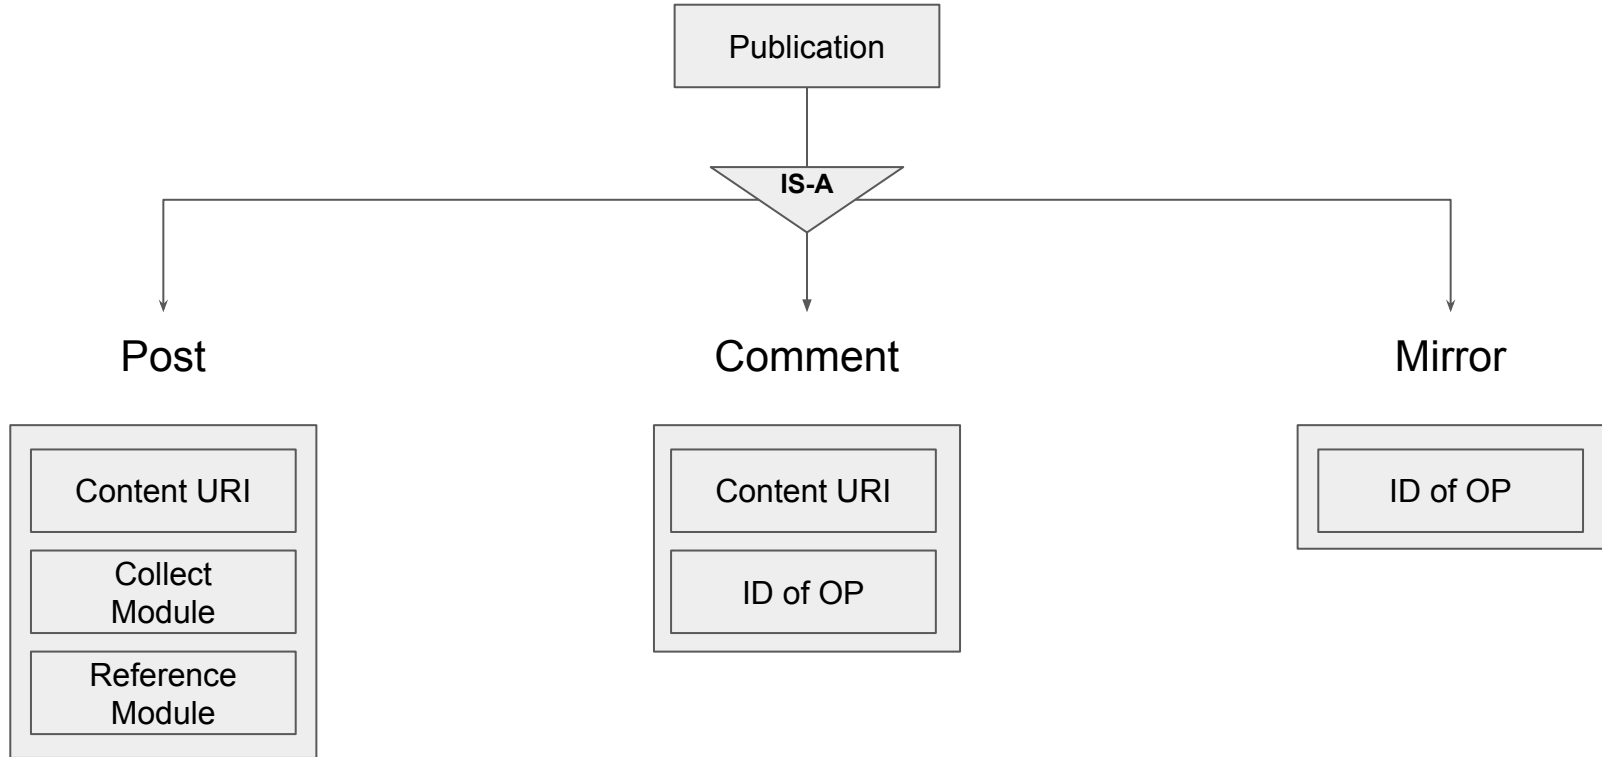 Publication
IS-A
Post
Comment
Mirror
Content URI
Collect
Module
Reference
Module
Content URI
ID of OP
ID of OP